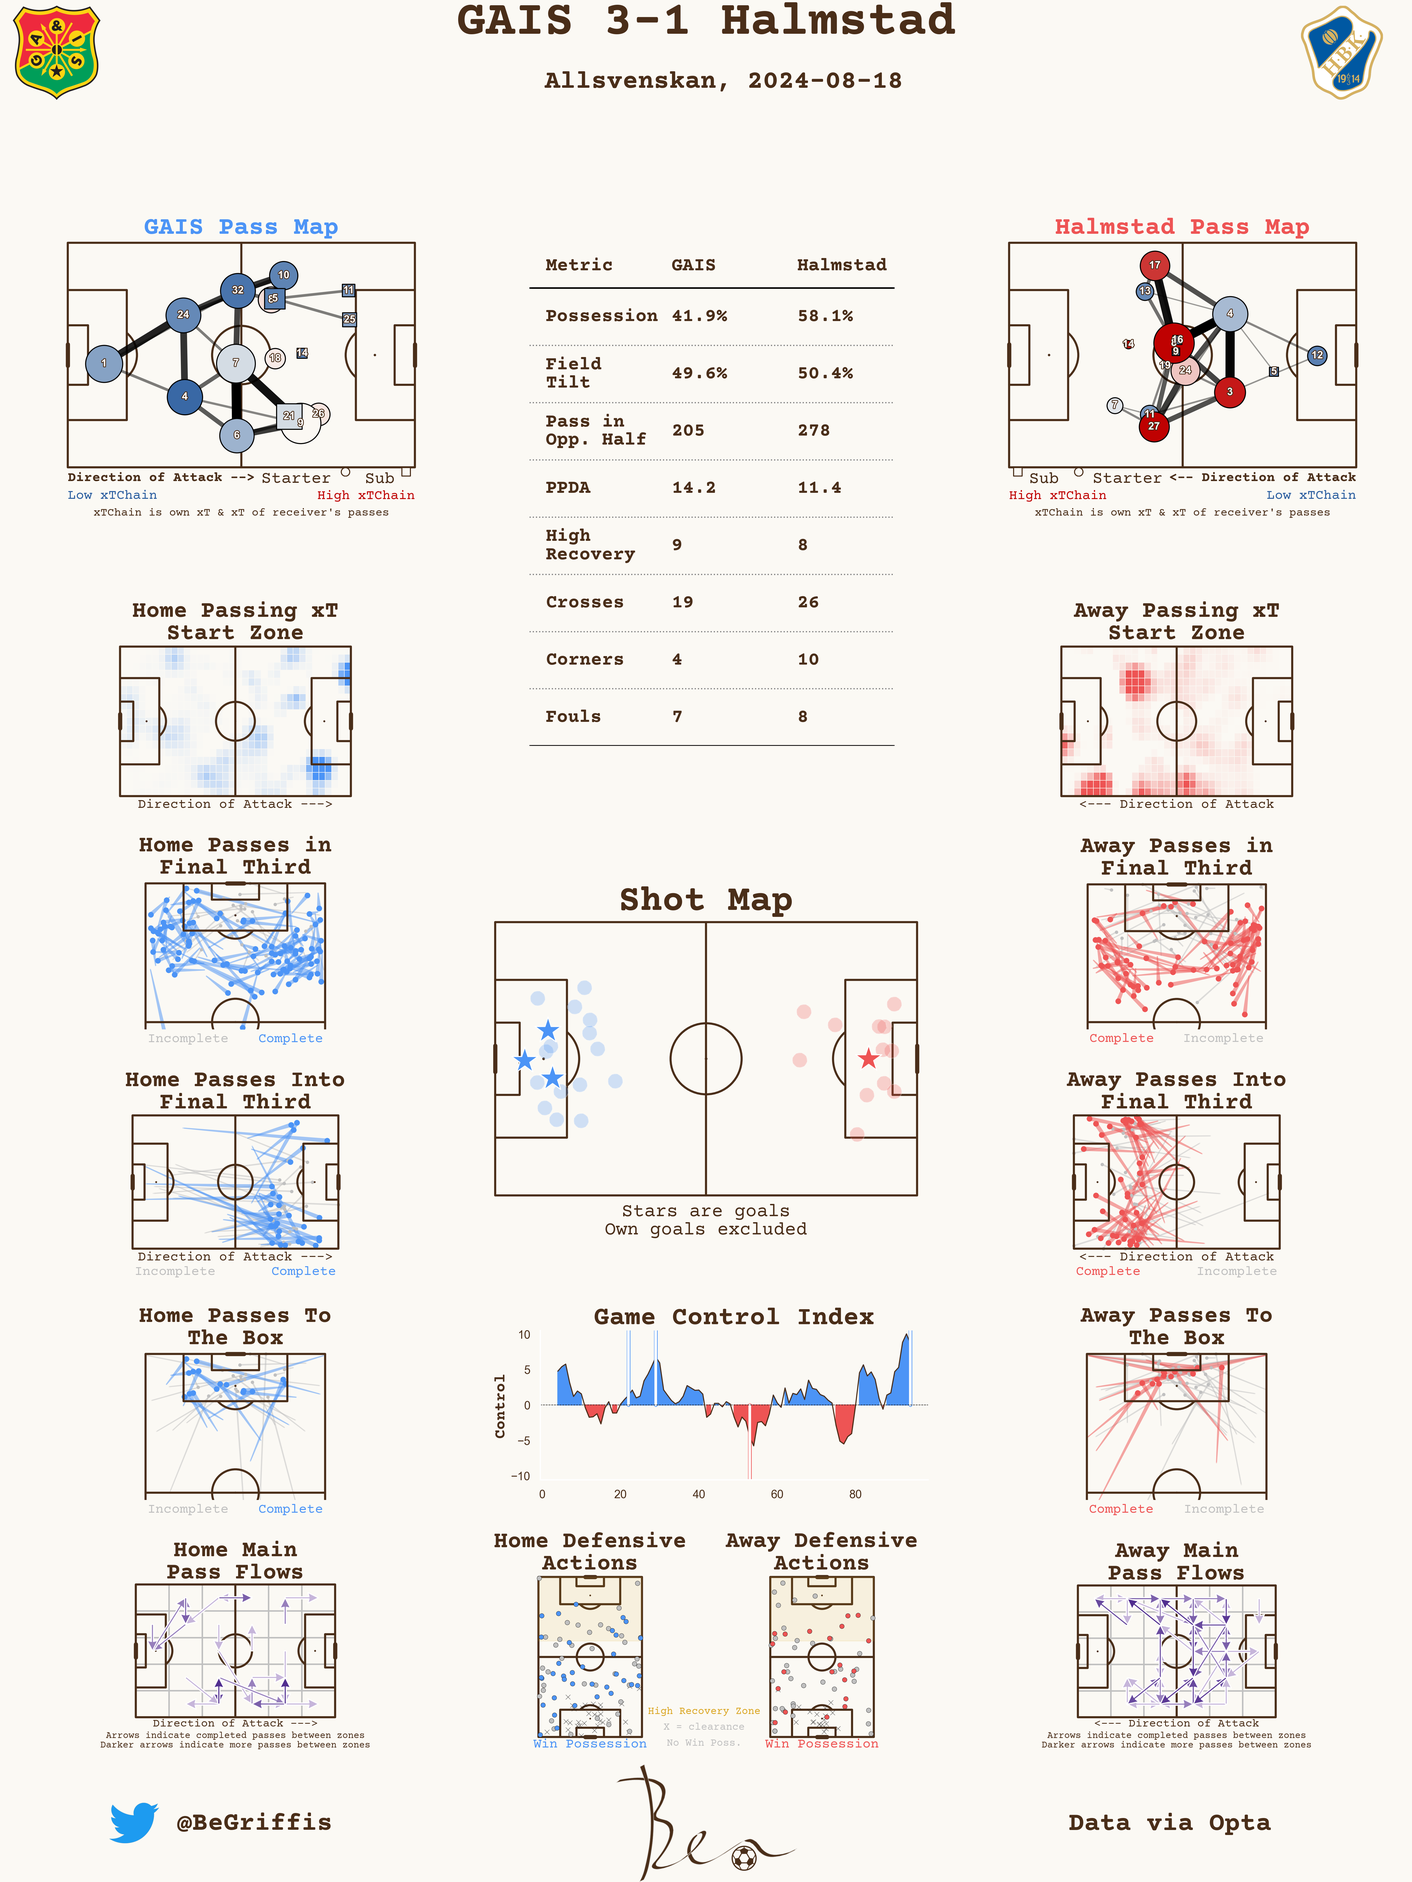 GAIS 3-1 Halmstad
Allsvenskan, 2024-08-18
G A & I S
H.B.K.
19 14
GAIS Pass Map
1
24
4
32
7
6
10
8
5
18
14
11
25
21
9
26
Direction of Attack --> Starter Sub
Low xTChain High xTChain
xTChain is own xT & xT of receiver's passes
Metric GAIS Halmstad
Possession 41.9% 58.1%
Field
Tilt 49.6% 50.4%
Pass in
Opp. Half 205 278
PPDA 14.2 11.4
High
Recovery 9 8
Crosses 19 26
Corners 4 10
Fouls 7 8
Halmstad Pass Map
17
13
4
16
9
14
19
24
12
5
3
7
11
27
Sub Starter <-- Direction of Attack
High xTChain Low xTChain
xTChain is own xT & xT of receiver's passes
Home Passing xT
Start Zone
Direction of Attack --->
Away Passing xT
Start Zone
<--- Direction of Attack
Home Passes in
Final Third
Incomplete Complete
Away Passes in
Final Third
Complete Incomplete
Shot Map
Stars are goals
Own goals excluded
Home Passes Into
Final Third
Direction of Attack --->
Incomplete Complete
Away Passes Into
Final Third
<--- Direction of Attack
Complete Incomplete
Home Passes To
The Box
Incomplete Complete
Game Control Index
Control
10
5
0
−5
−10
0 20 40 60 80
Away Passes To
The Box
Complete Incomplete
Home Main
Pass Flows
Direction of Attack --->
Arrows indicate completed passes between zones
Darker arrows indicate more passes between zones
Home Defensive
Actions
Win Possession
Away Defensive
Actions
Win Possession
High Recovery Zone
X = clearance
No Win Poss.
Away Main
Pass Flows
<--- Direction of Attack
Arrows indicate completed passes between zones
Darker arrows indicate more passes between zones
@BeGriffis
Ben
Data via Opta